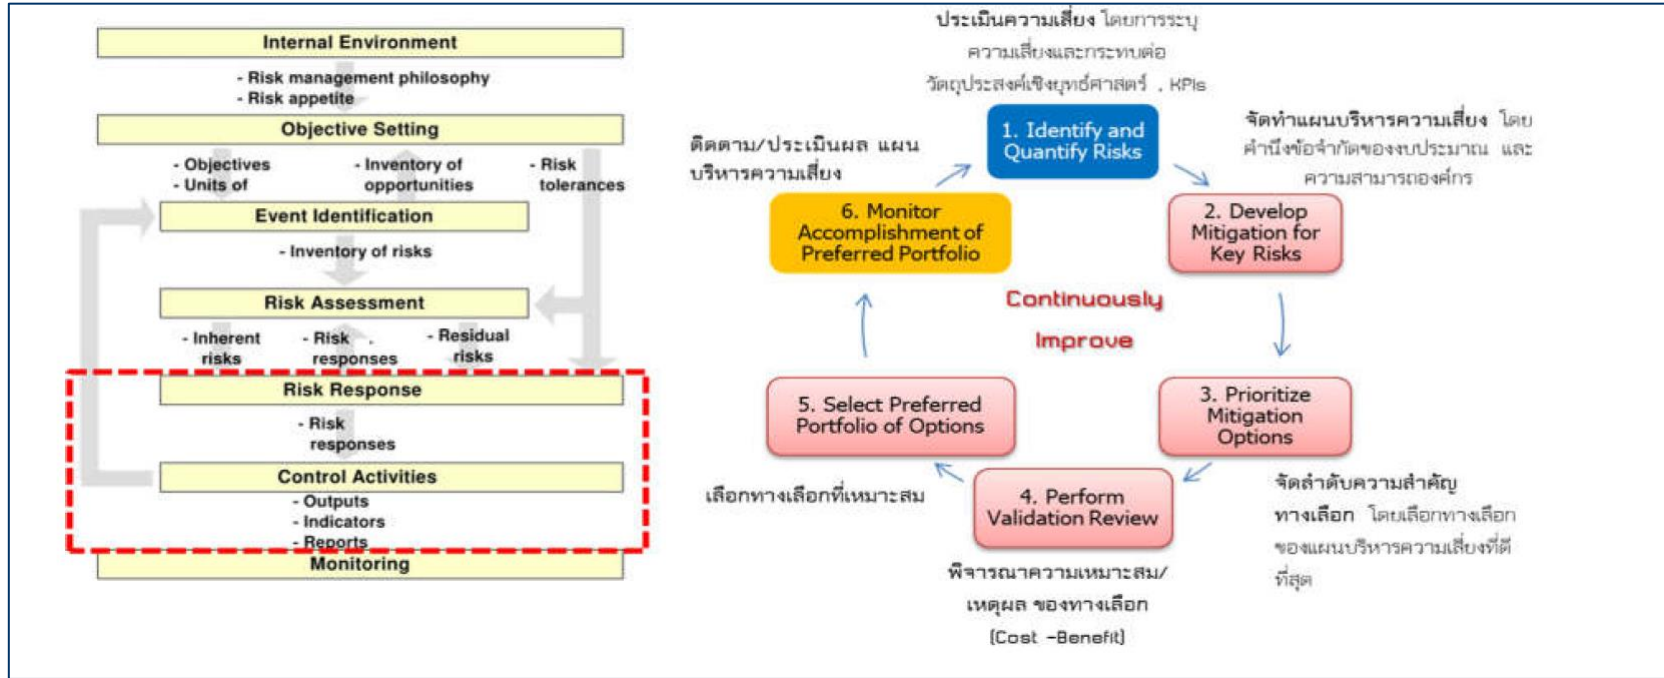 Internal Environment
- Risk management philosophy
- Risk appetite
Objective Setting
- Objectives
- Units of
- Inventory of
opportunities
- Risk
tolerances
Event Identification
- Inventory of risks
Risk Assessment
- Inherent
risks
- Risk .
responses
- Residual
risks
Risk Response
- Risk
responses
Control Activities
- Outputs
- Indicators
- Reports
Monitoring
ประเมินความเสี่ยง โดยการระบุ
ความเสี่ยงและกระทบต่อ
วัตถุประสงค์เชิงยุทธ์ศาสตร์ , KPIs
1. Identify and
Quantify Risks
จัดทำแผนบริหารความเสี่ยง โดย
คำนึงข้อจำกัดของงบประมาณ และ
ความสามารถองค์กร
2. Develop
Mitigation for
Key Risks
3. Prioritize
Mitigation
Options
จัดลำดับความสำคัญ
ทางเลือก โดยเลือกทางเลือก
ของแผนบริหารความเสี่ยงที่ดี
ที่สุด
4. Perform
Validation Review
พิจารณาความเหมาะสม/
เหตุผล ของทางเลือก
(Cost -Benefit)
5. Select Preferred
Portfolio of Options
เลือกทางเลือกที่เหมาะสม
6. Monitor
Accomplishment of
Preferred Portfolio
ติดตาม/ประเมินผล แผน
บริหารความเสี่ยง
Continuously
Improve